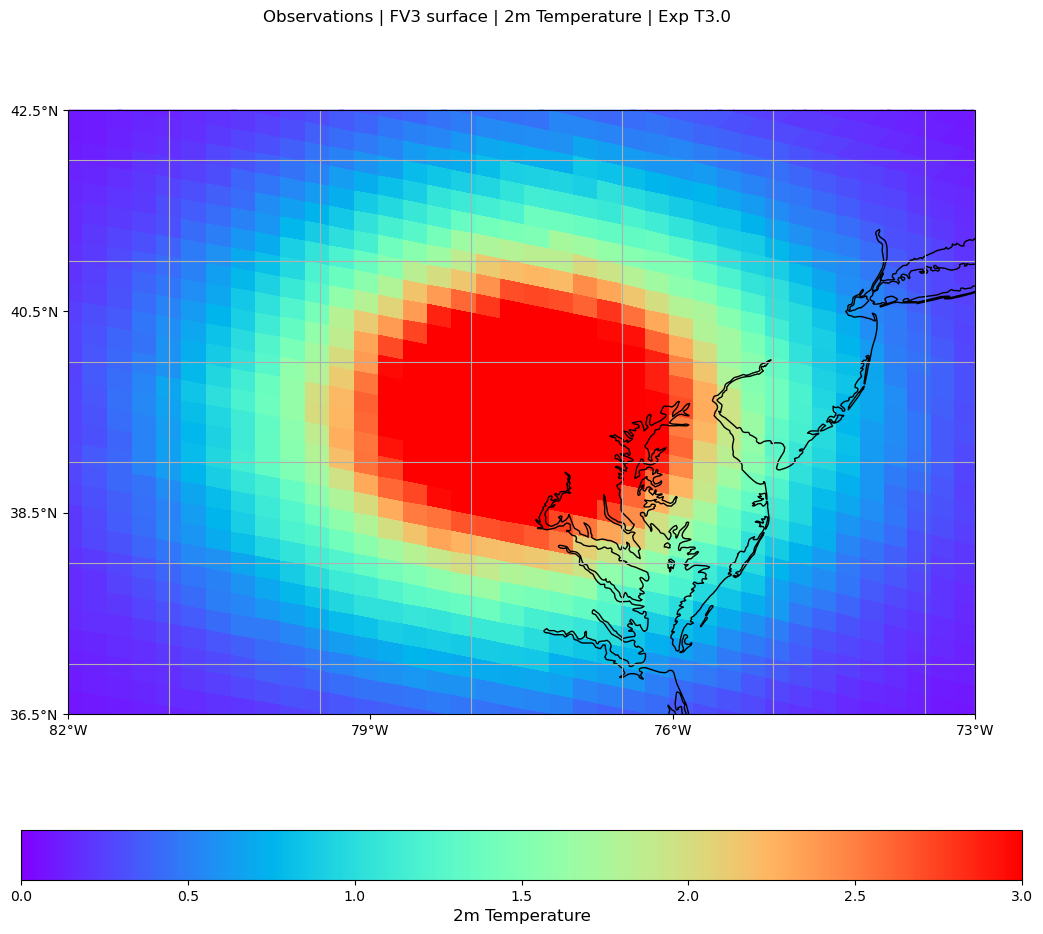 Observations | FV3 surface | 2m Temperature | Exp T3.0
42.5°N
40.5°N
38.5°N
36.5°N
82°W
79°W
76°W
73°W
0.0
0.5
1.0
1.5
2.0
2.5
3.0
2m Temperature